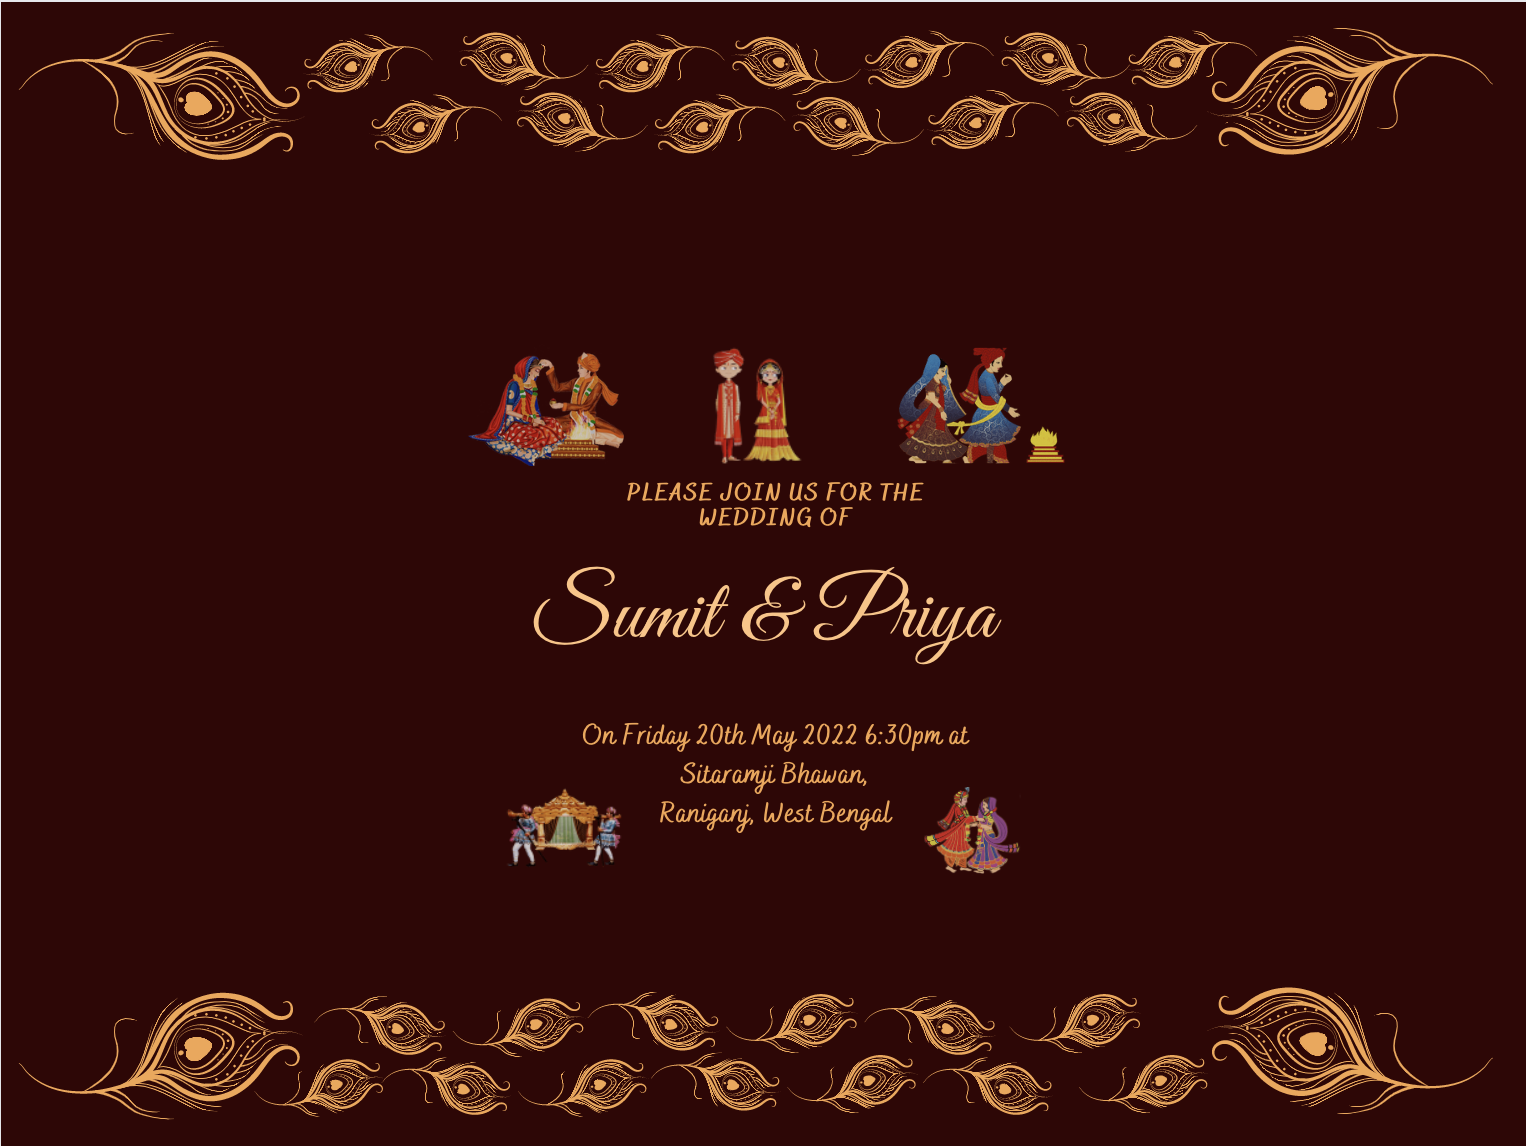 PLEASE JOIN US FOR THE
WEDDING OF
Sumit & Priya
On Friday 20th May 2022 6:30pm at
Sitaramji Bhawan,
Raniganj, West Bengal